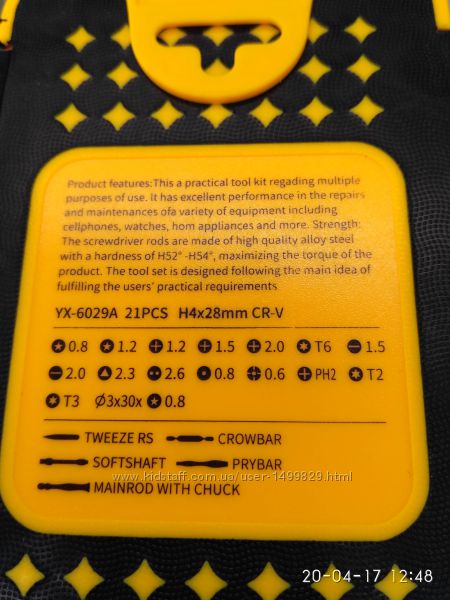 Product features:This a practical tool kit regading multiple
purposes of use. It has excellent performance in the repairs
and maintenances ofa variety of equipment including
cellphones, watches, hom appliances and more. Strength:
The screwdriver rods are made of high quality alloy steel
with a hardness of H52° -H54°, maximizing the torque of the
product. The tool set is designed following the main idea of
fulfilling the users' practical requirements
YX-6029A 21PCS H4x28mm CR-V
0.8 1.2 1.2 1.5 2.0 T6 1.5
2.0 2.3 2.6 0.8 0.6 PH2 T2
T3 Ø3x30x 0.8
TWEEZE RS CROWBAR
SOFTSHAFT PRYBAR
www.kidstaff.com.ua/user-1499829.html
MAINROD WITH CHUCK
20-04-17 12:48